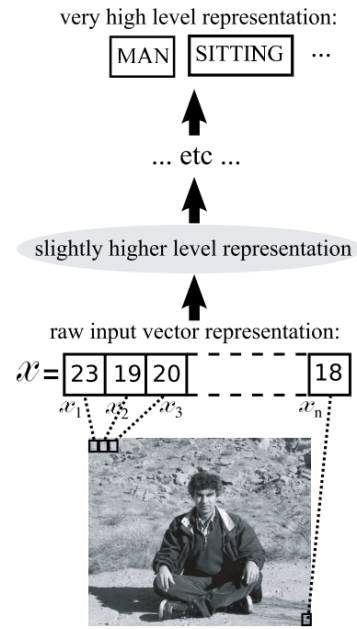 very high level representation:
MAN SITTING ...
... etc ...
slightly higher level representation
raw input vector representation:
x = 23 19 20 18
x1 x2 x3 xn